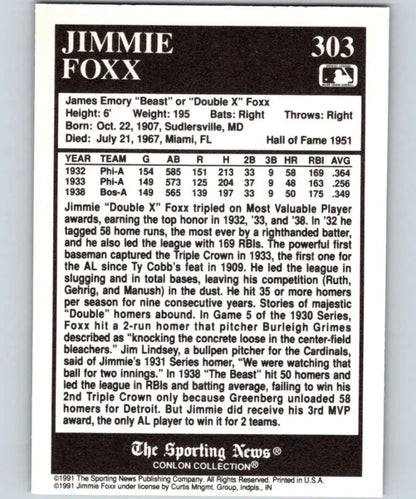 JIMMIE
FOXX
303
James Emory "Beast" or "Double X" Foxx
Height: 6' Weight: 195 Bats: Right Throws: Right
Born: Oct. 22, 1907, Sudlersville, MD
Died: July 21, 1967, Miami, FL Hall of Fame 1951
YEAR TEAM G AB R H 2B 3B HR RBI AVG
1932 Phi-A 154 585 151 213 33 9 58 169 .364
1933 Phi-A 149 573 125 204 37 9 48 163 .256
1938 Bos-A 149 565 139 197 33 9 50 175 .349
Jimmie "Double X" Foxx tripled on Most Valuable Player
awards, earning the top honor in 1932, '33, and '38. In '32 he
tagged 58 home runs, the most ever by a righthanded batter,
and he also led the league with 169 RBIs. The powerful first
baseman captured the Triple Crown in 1933, the first one for
the AL since Ty Cobb's feat in 1909. He led the league in
slugging and in total bases, leaving his competition (Ruth,
Gehrig, and Manush) in the dust. He hit 35 or more homers
per season for nine consecutive years. Stories of majestic
"Double" homers abound. In Game 5 of the 1930 Series,
Foxx hit a 2-run homer that pitcher Burleigh Grimes
described as "knocking the concrete loose in the center-field
bleachers." Jim Lindsey, a bullpen pitcher for the Cardinals,
said of Jimmie's 1931 Series homer, "We were watching that
ball for two innings." In 1938 "The Beast" hit 50 homers and
led the league in RBIs and batting average, failing to win his
2nd Triple Crown only because Greenberg unloaded 58
homers for Detroit. But Jimmie did receive his 3rd MVP
award, the only AL player to win it for 2 teams.
The Sporting News®
CONLON COLLECTION®
©1991 The Sporting News Publishing Company. All Rights Reserved. Printed in U.S.A.
©1991 Jimmie Foxx under license by Curtis Mngmt. Group, Indpls., IN